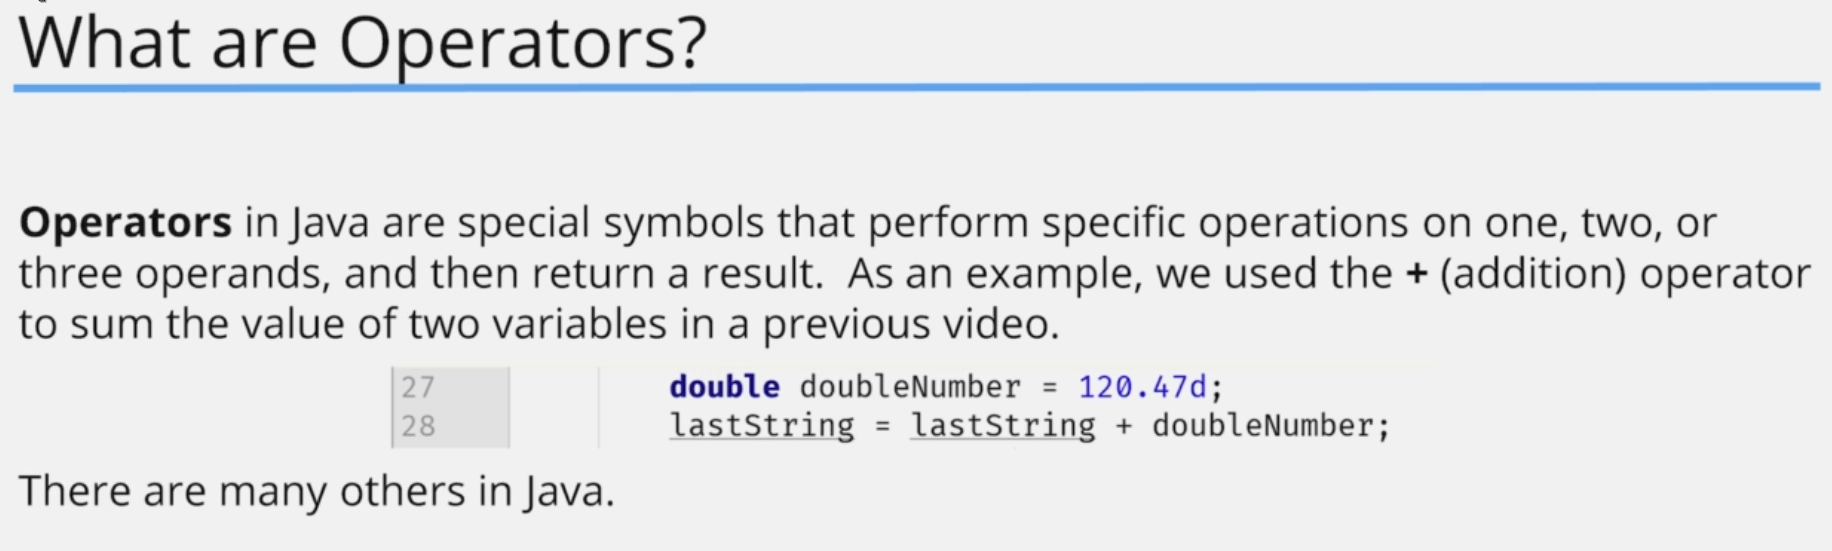 What are Operators?
Operators in Java are special symbols that perform specific operations on one, two, or
three operands, and then return a result.  As an example, we used the + (addition) operator
to sum the value of two variables in a previous video.
27 double doubleNumber = 120.47d;
28 lastString = lastString + doubleNumber;
There are many others in Java.